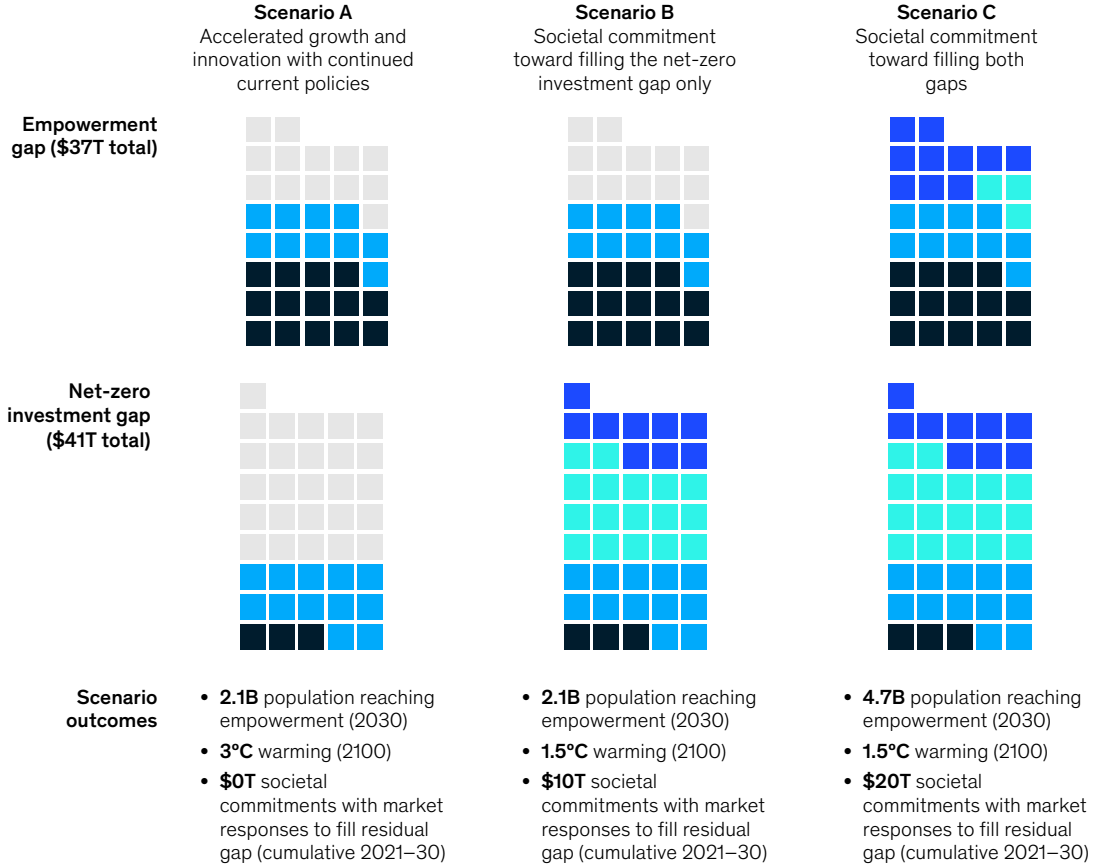 Scenario A
Accelerated growth and
innovation with continued
current policies
Scenario B
Societal commitment
toward filling the net-zero
investment gap only
Scenario C
Societal commitment
toward filling both
gaps
Empowerment
gap ($37T total)
Net-zero
investment gap
($41T total)
Scenario
outcomes
• 2.1B population reaching
empowerment (2030)
• 3°C warming (2100)
• $0T societal
commitments with market
responses to fill residual
gap (cumulative 2021–30)
• 2.1B population reaching
empowerment (2030)
• 1.5°C warming (2100)
• $10T societal
commitments with market
responses to fill residual
gap (cumulative 2021–30)
• 4.7B population reaching
empowerment (2030)
• 1.5°C warming (2100)
• $20T societal
commitments with market
responses to fill residual
gap (cumulative 2021–30)